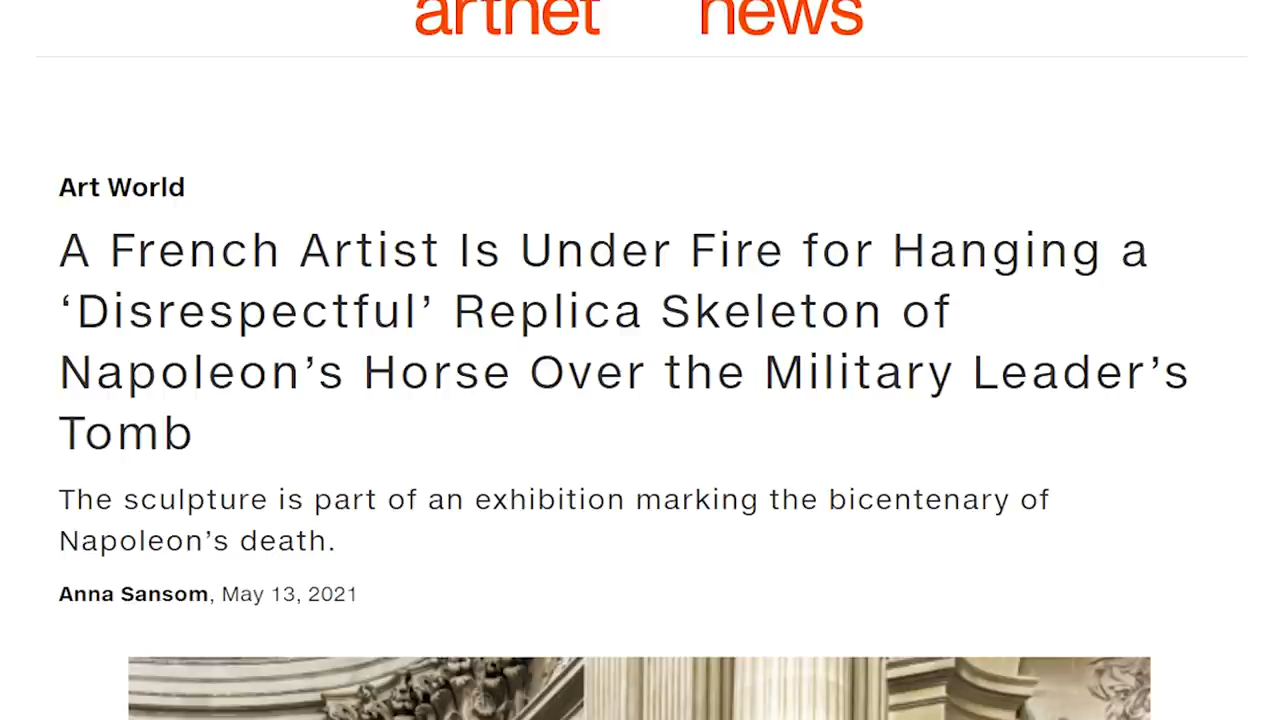 artnet news
Art World
A French Artist Is Under Fire for Hanging a
‘Disrespectful’ Replica Skeleton of
Napoleon’s Horse Over the Military Leader’s
Tomb
The sculpture is part of an exhibition marking the bicentenary of
Napoleon’s death.
Anna Sansom, May 13, 2021